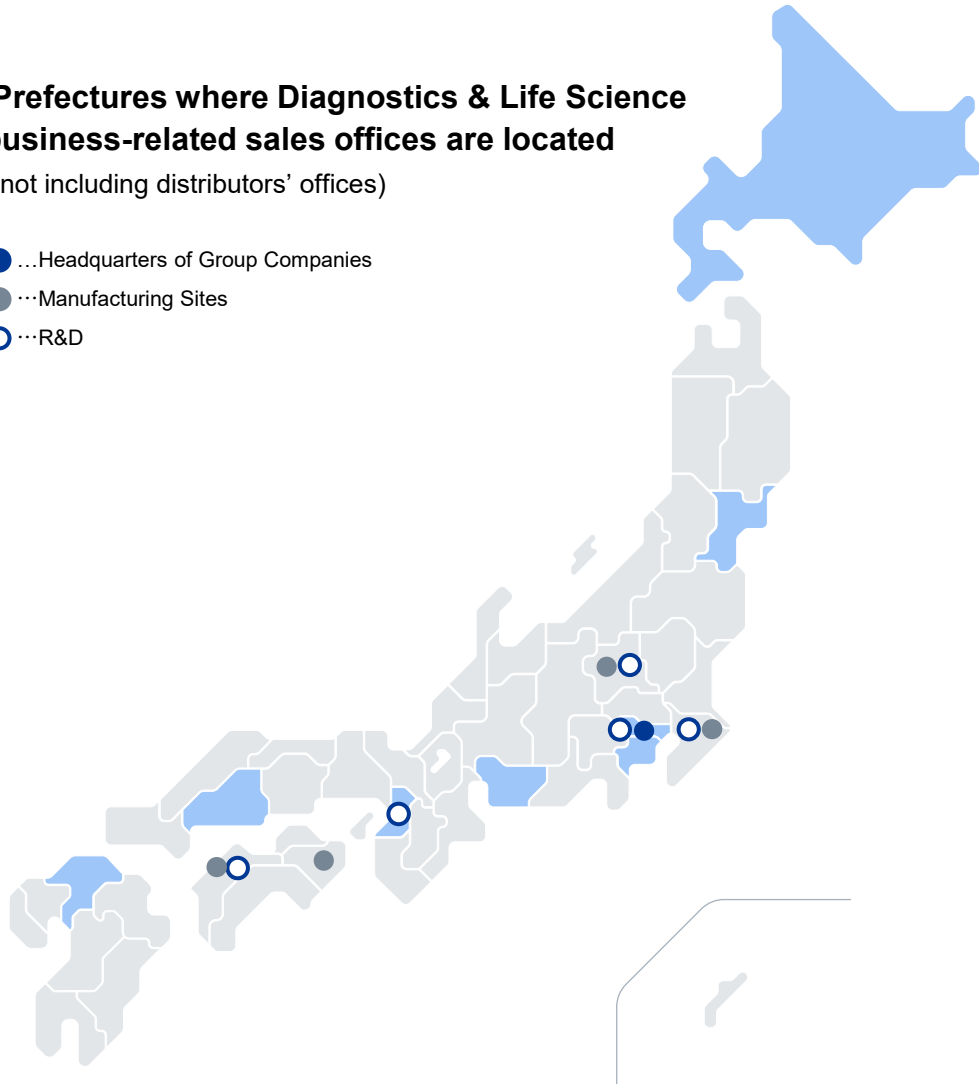 Prefectures where Diagnostics & Life Science
business-related sales offices are located
(not including distributors’ offices)
…Headquarters of Group Companies
…Manufacturing Sites
…R&D